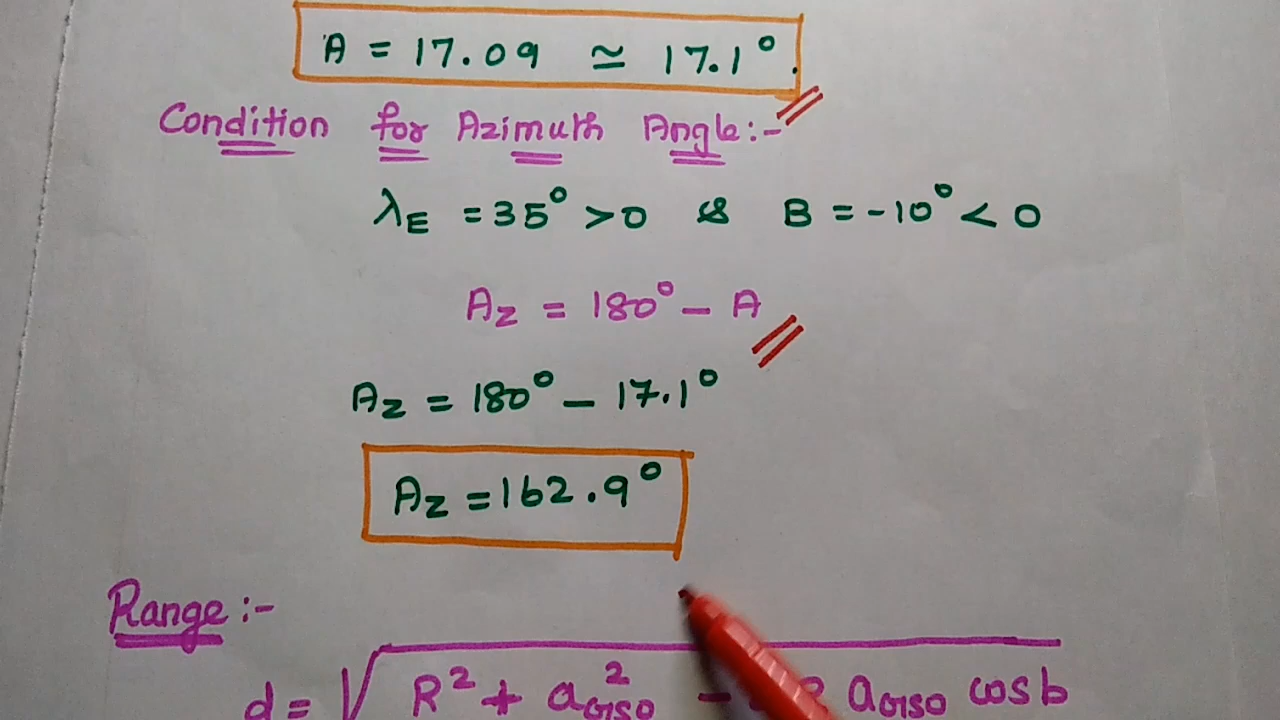 A = 17.09 ≃ 17.1°.
Condition for Azimuth Angle:-
λE = 35° > 0 & B = -10° < 0
Az = 180° - A
Az = 180° - 17.1°
Az = 162.9°
Range:-
d = √ R² + aGSO² - aGSO cos b